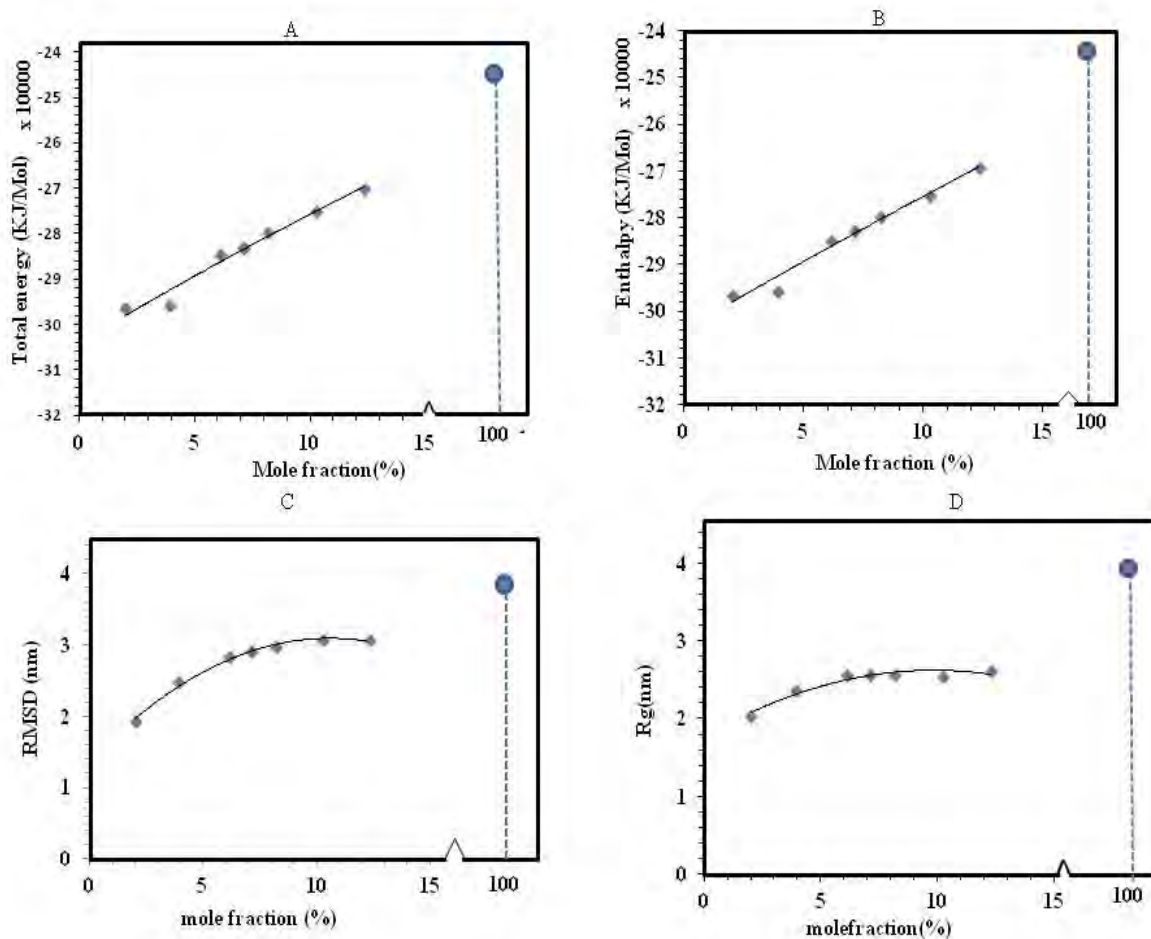 A
Total energy (KJ/Mol) x 10000
-24
-25
-26
-27
-28
-29
-30
-31
-32
0 5 10 15 100
Mole fraction(%)
B
Enthalpy (KJ/Mol) x 10000
-24
-25
-26
-27
-28
-29
-30
-31
-32
0 5 10 15 100
Mole fraction (%)
C
RMSD (nm)
4
3
2
1
0
0 5 10 15 100
mole fraction (%)
D
Rg(nm)
4
3
2
1
0
0 5 10 15 100
molefraction(%)